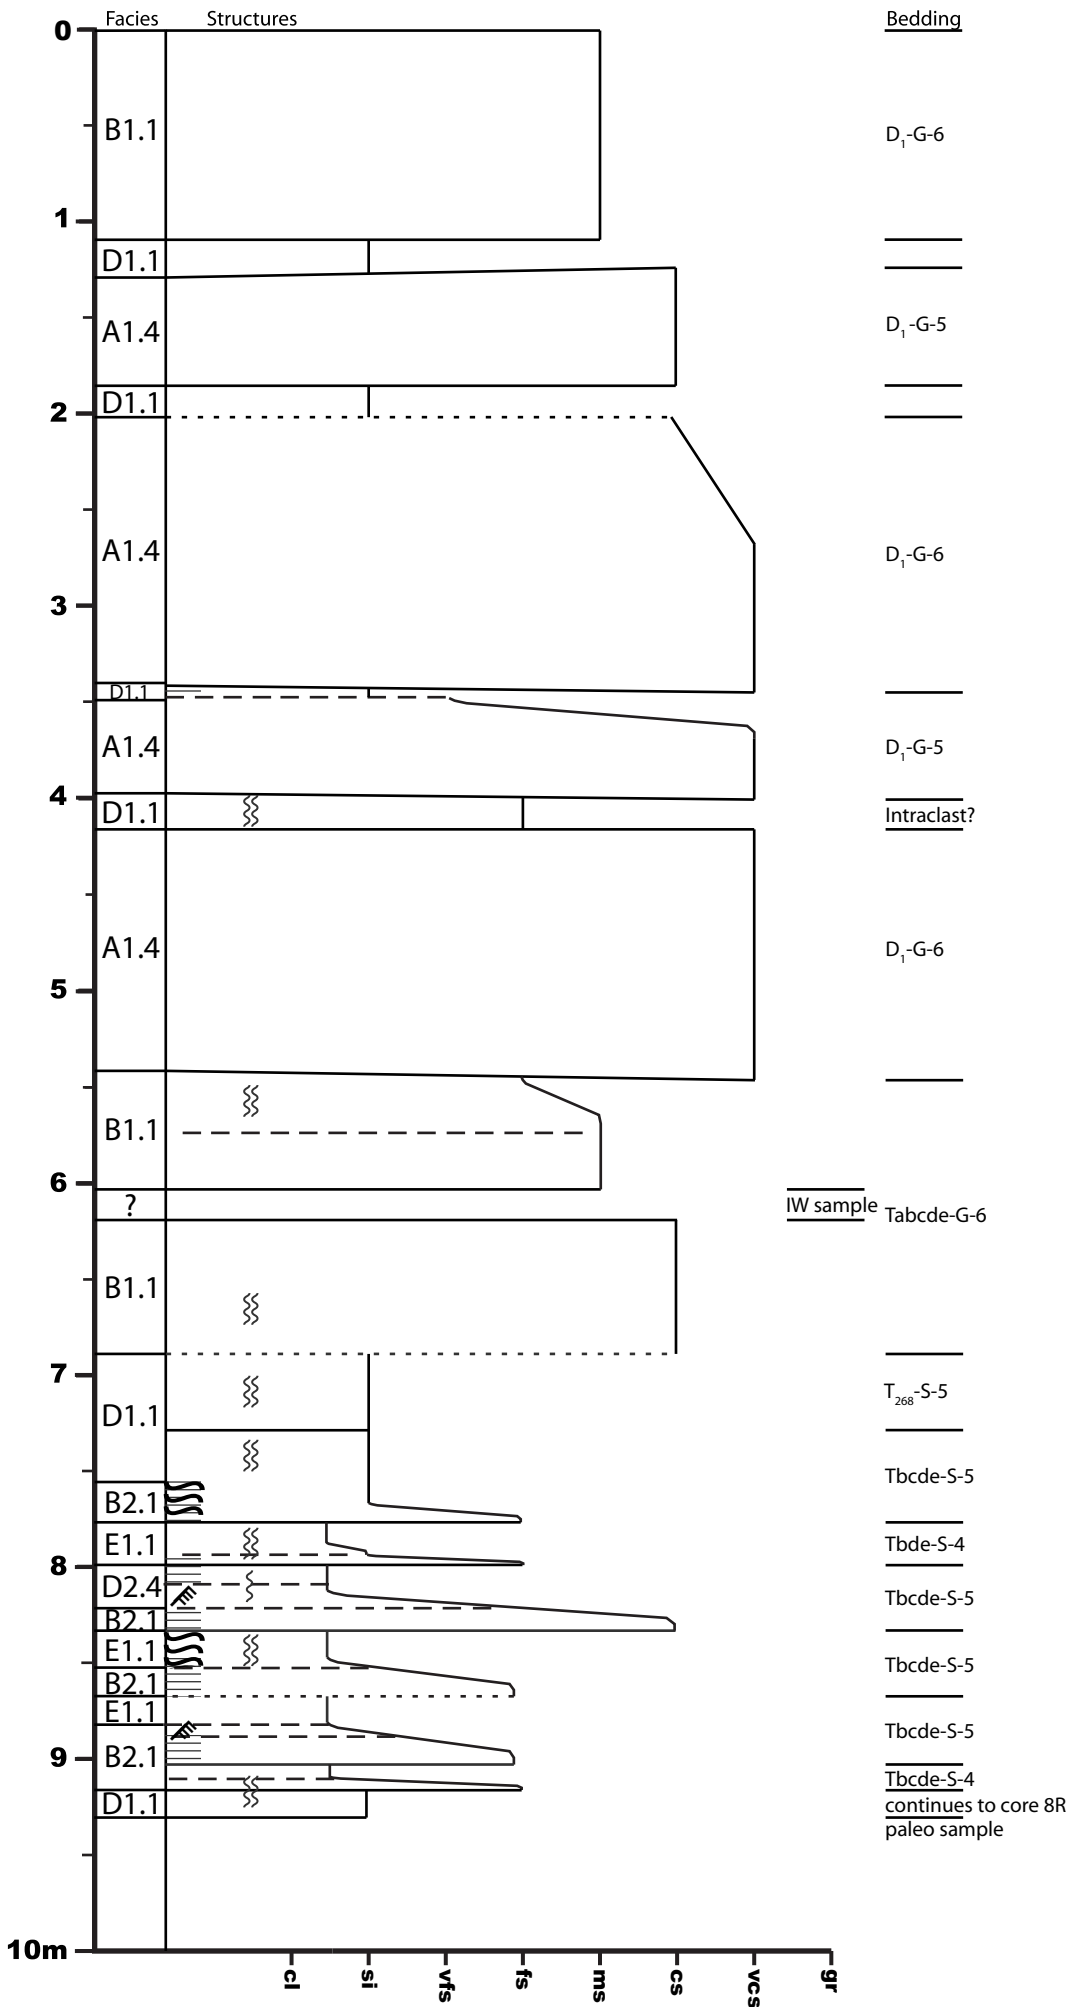 Facies Structures Bedding
0
B1.1 D1-G-6
1
D1.1
A1.4 D1-G-5
D1.1
2
A1.4 D1-G-6
3
D1.1
A1.4 D1-G-5
4
D1.1 Intraclast?
A1.4 D1-G-6
5
B1.1
6
? IW sample Tabcde-G-6
B1.1
7
D1.1 T268-S-5
Tbcde-S-5
B2.1
E1.1 Tbde-S-4
8
D2.4 Tbcde-S-5
B2.1
E1.1 Tbcde-S-5
B2.1
E1.1 Tbcde-S-5
9
B2.1
Tbcde-S-4
D1.1 continues to core 8R
paleo sample
10m
cl si vfs fs ms cs vcs gr